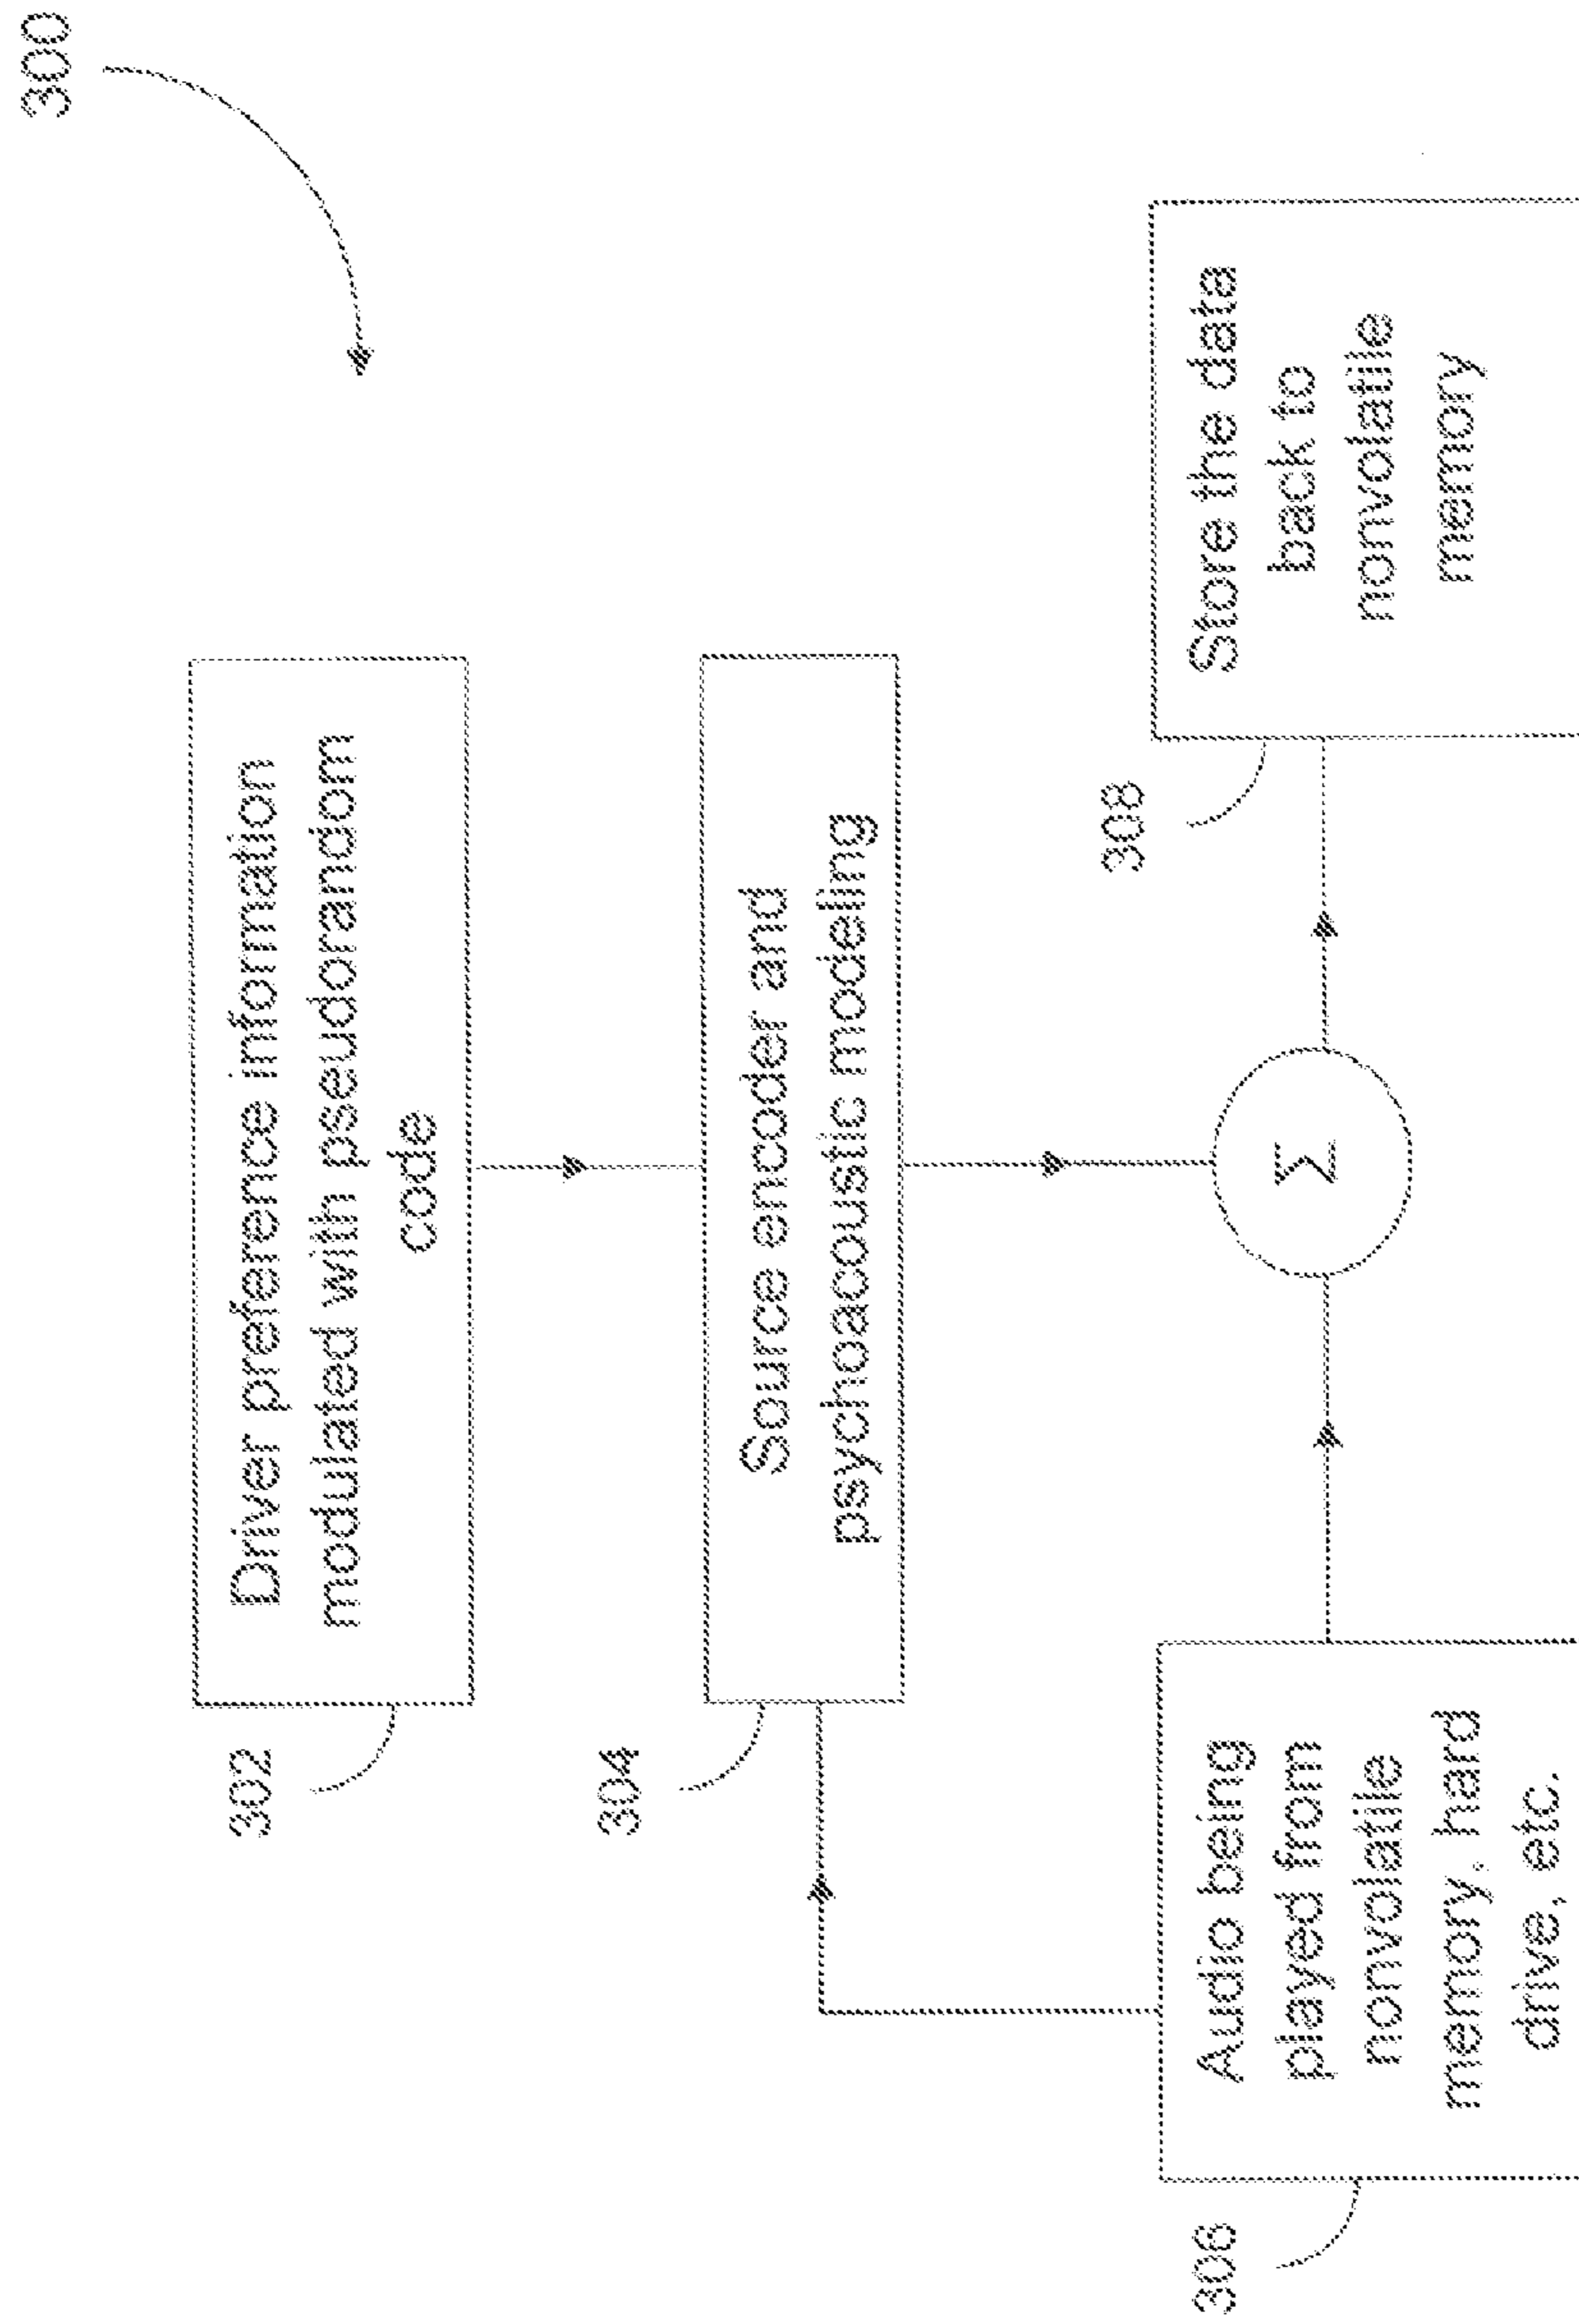 300
302
Driver preference information
modulated with pseudorandom
code
304
Source encoder and
psychoacoustic modeling
306
Audio being
played from
nonvolatile
memory, hard
drive, etc.
Σ
308
Store the data
back to
nonvolatile
memory